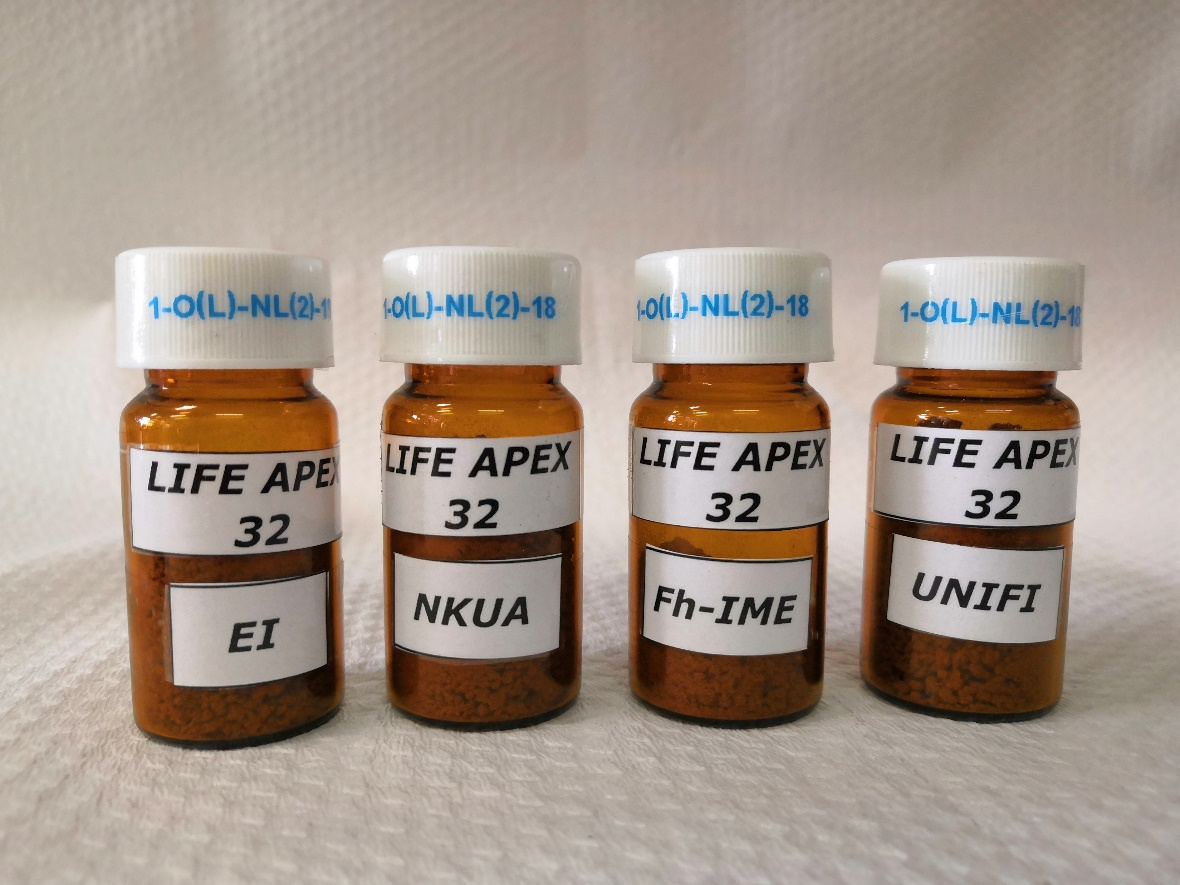 1-O(L)-NL(2)-18
LIFE APEX
32
EI
1-O(L)-NL(2)-18
LIFE APEX
32
NKUA
1-O(L)-NL(2)-18
LIFE APEX
32
Fh-IME
1-O(L)-NL(2)-18
LIFE APEX
32
UNIFI